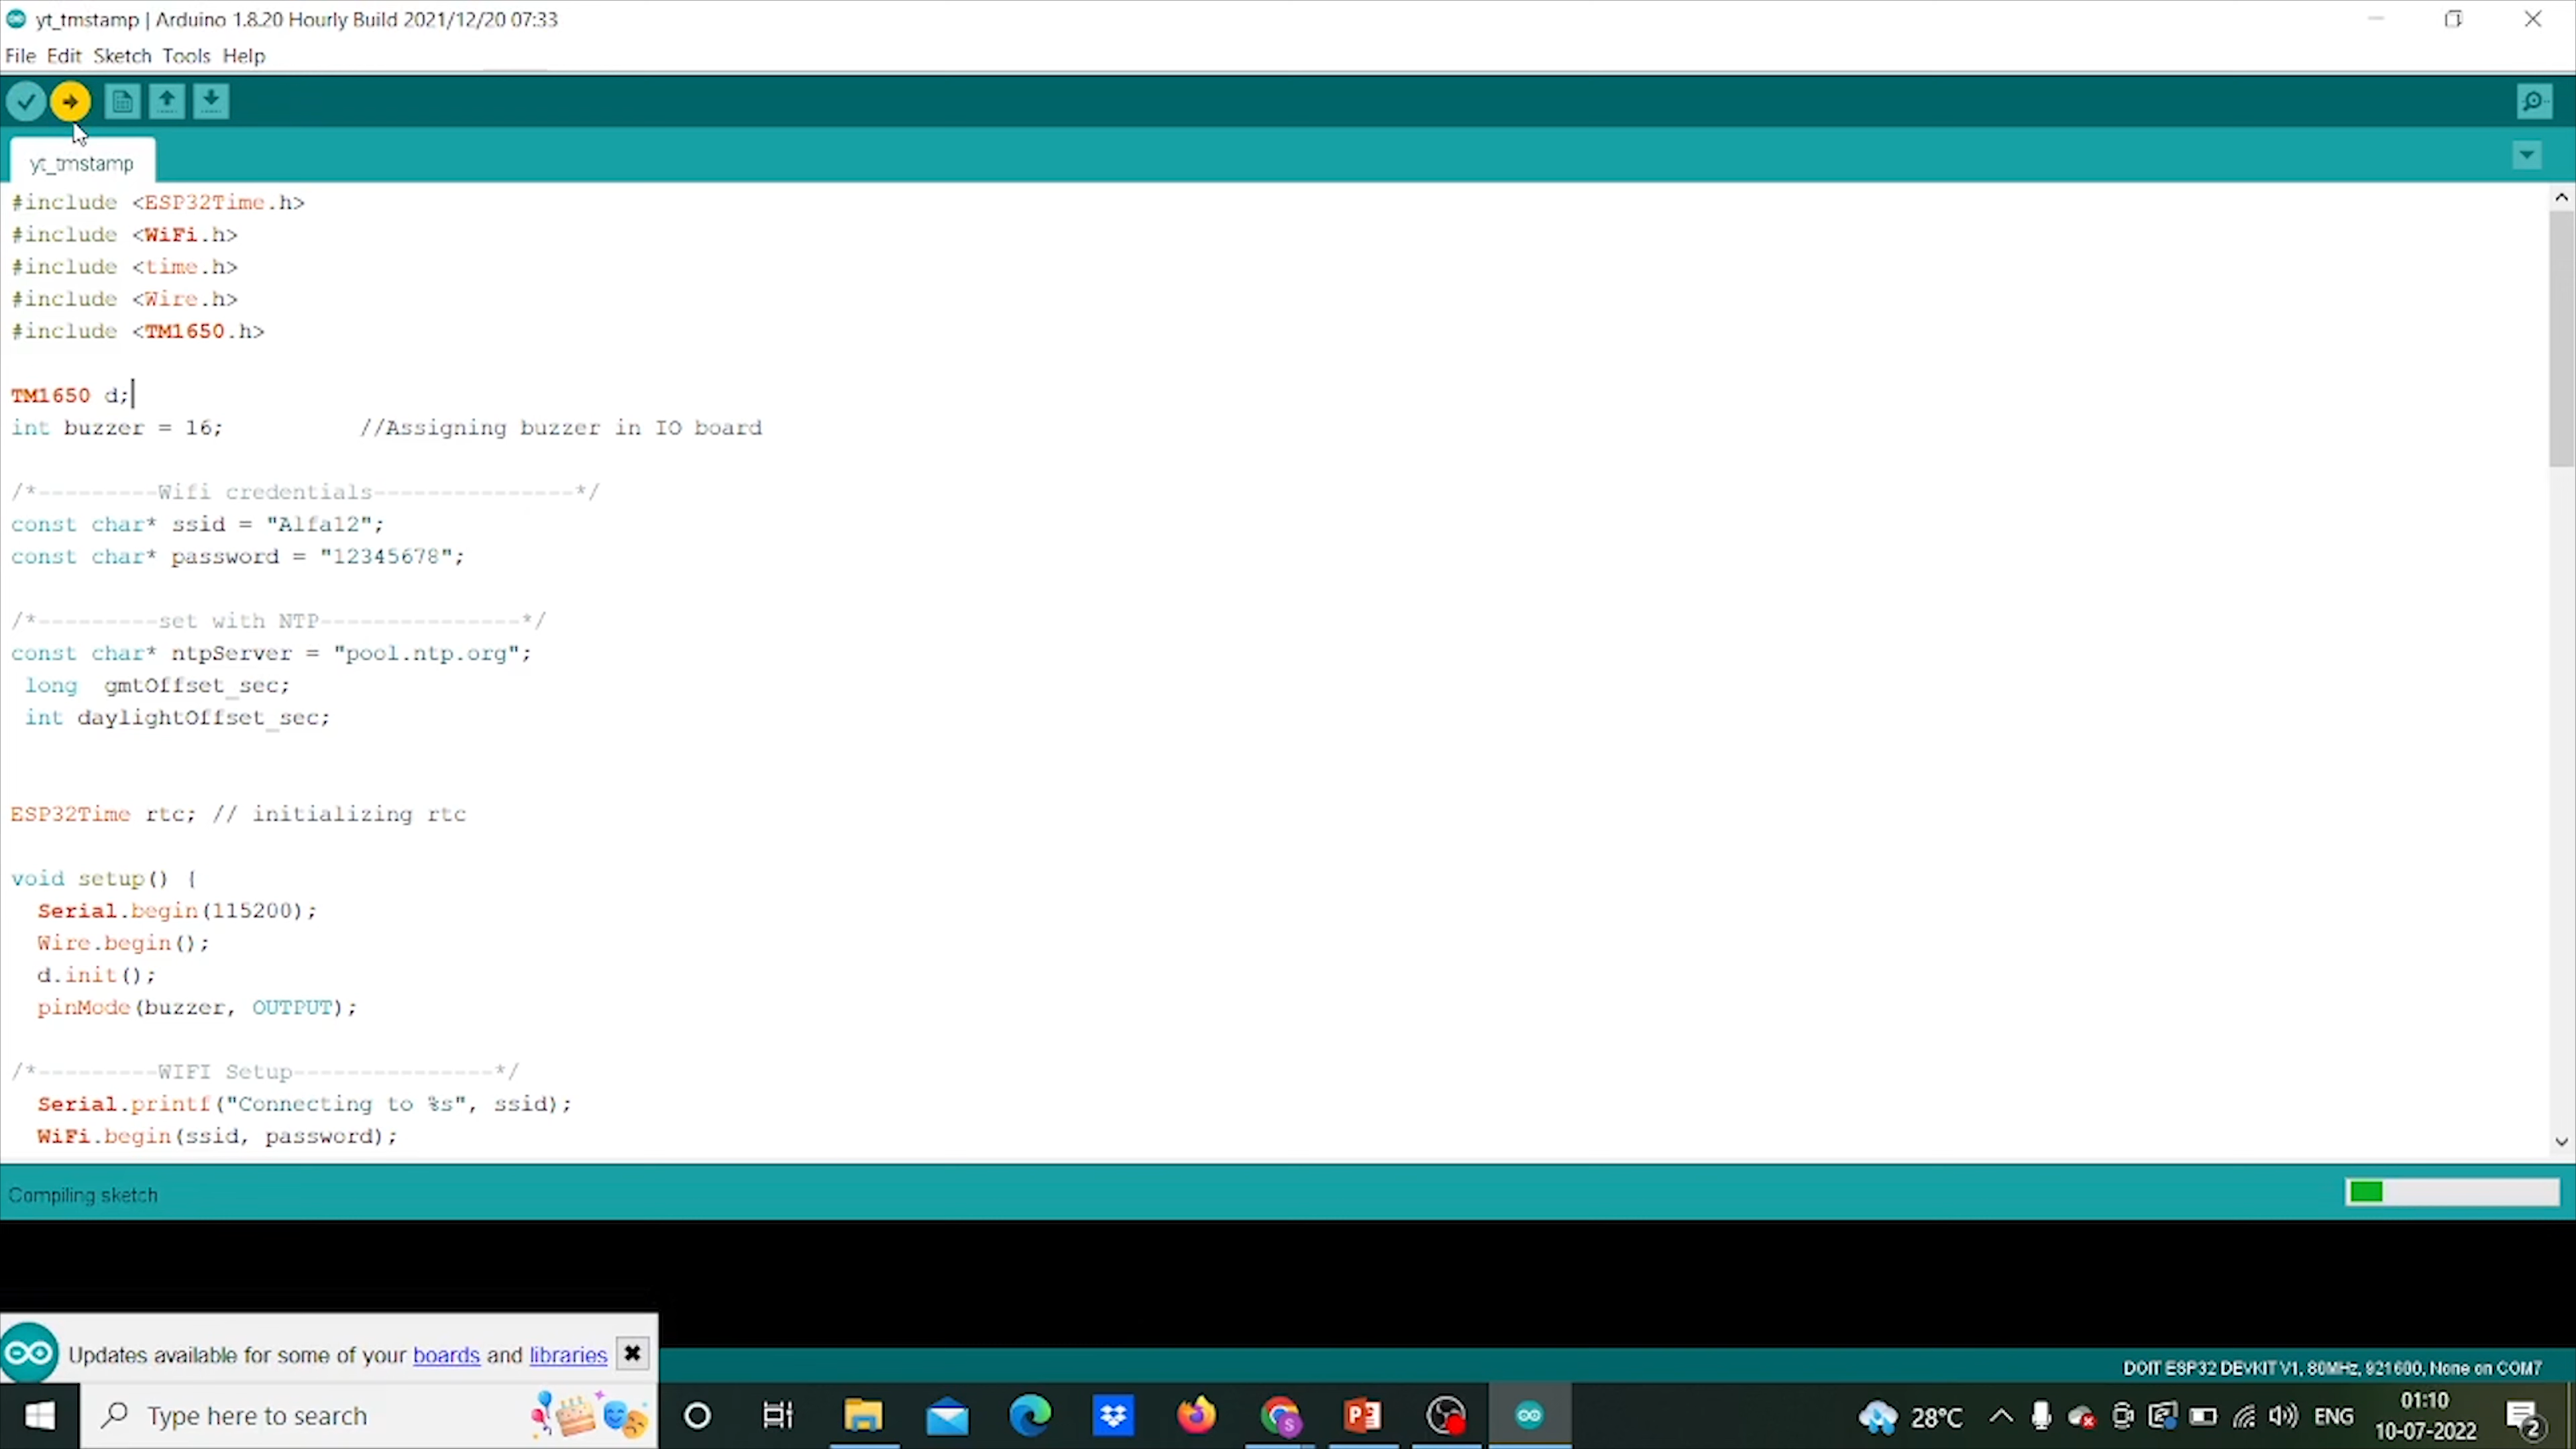 yt_tmstamp | Arduino 1.8.20 Hourly Build 2021/12/20 07:33
File Edit Sketch Tools Help
yt_tmstamp
#include <ESP32Time.h>
#include <WiFi.h>
#include <time.h>
#include <Wire.h>
#include <TM1650.h>
TM1650 d;
int buzzer = 16; //Assigning buzzer in IO board
/*---------Wifi credentials---------------*/
const char* ssid = "Alfa12";
const char* password = "12345678";
/*---------set with NTP---------------*/
const char* ntpServer = "pool.ntp.org";
long gmtOffset_sec;
int daylightOffset_sec;
ESP32Time rtc; // initializing rtc
void setup() {
Serial.begin(115200);
Wire.begin();
d.init();
pinMode(buzzer, OUTPUT);
/*---------WIFI Setup---------------*/
Serial.printf("Connecting to %s", ssid);
WiFi.begin(ssid, password);
Compiling sketch
Updates available for some of your boards and libraries
DOIT ESP32 DEVKIT V1, 80MHz, 921600, None on COM7
Type here to search
28°C
ENG
01:10
10-07-2022
2